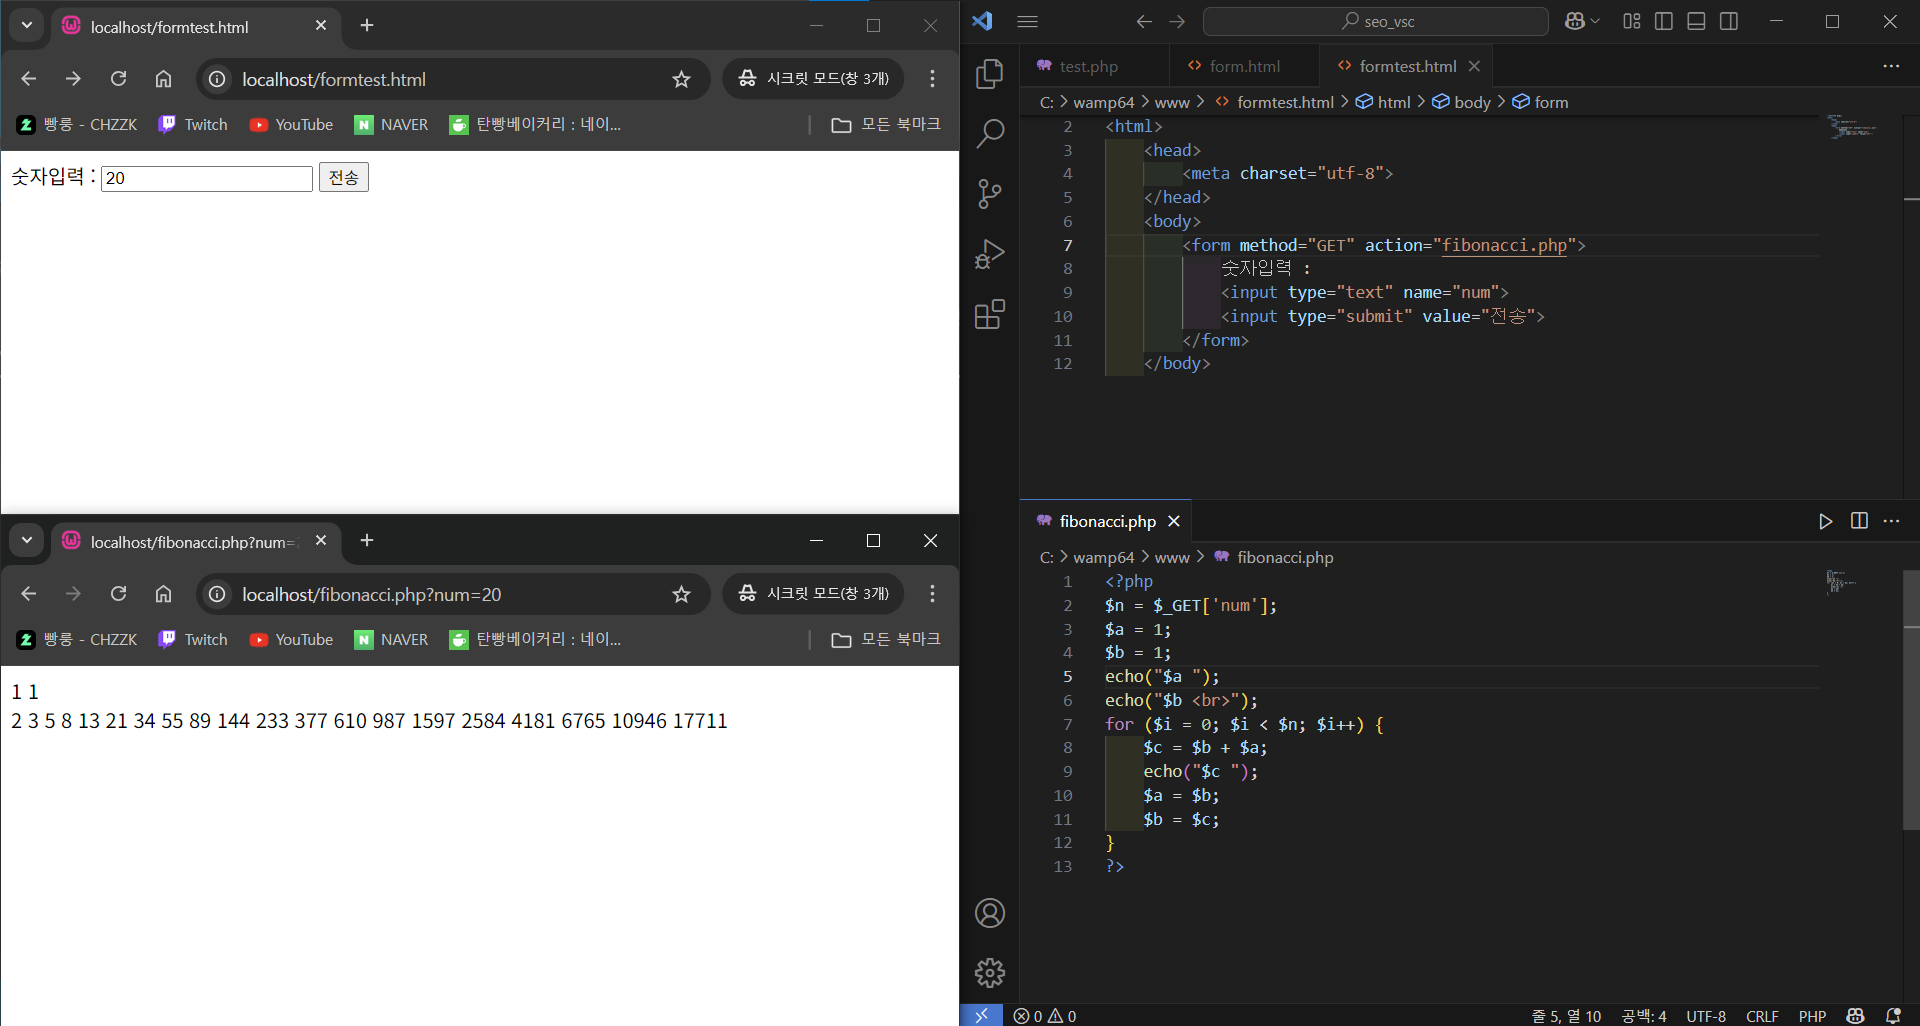 localhost/formtest.html
localhost/formtest.html
시크릿 모드(창 3개)
빵룽 - CHZZK
Twitch
YouTube
NAVER
탄빵베이커리 : 네이...
모든 북마크
숫자입력 : 20 전송
localhost/fibonacci.php?num=2
localhost/fibonacci.php?num=20
시크릿 모드(창 3개)
빵룽 - CHZZK
Twitch
YouTube
NAVER
탄빵베이커리 : 네이...
모든 북마크
1 1
2 3 5 8 13 21 34 55 89 144 233 377 610 987 1597 2584 4181 6765 10946 17711
seo_vsc
test.php
form.html
formtest.html
C: > wamp64 > www > formtest.html > html > body > form
2 <html>
3 <head>
4 <meta charset="utf-8">
5 </head>
6 <body>
7 <form method="GET" action="fibonacci.php">
8 숫자입력 :
9 <input type="text" name="num">
10 <input type="submit" value="전송">
11 </form>
12 </body>
fibonacci.php
C: > wamp64 > www > fibonacci.php
1 <?php
2 $n = $_GET['num'];
3 $a = 1;
4 $b = 1;
5 echo("$a ");
6 echo("$b <br>");
7 for ($i = 0; $i < $n; $i++) {
8 $c = $b + $a;
9 echo("$c ");
10 $a = $b;
11 $b = $c;
12 }
13 ?>
0 0
줄 5, 열 10
공백: 4
UTF-8
CRLF
PHP